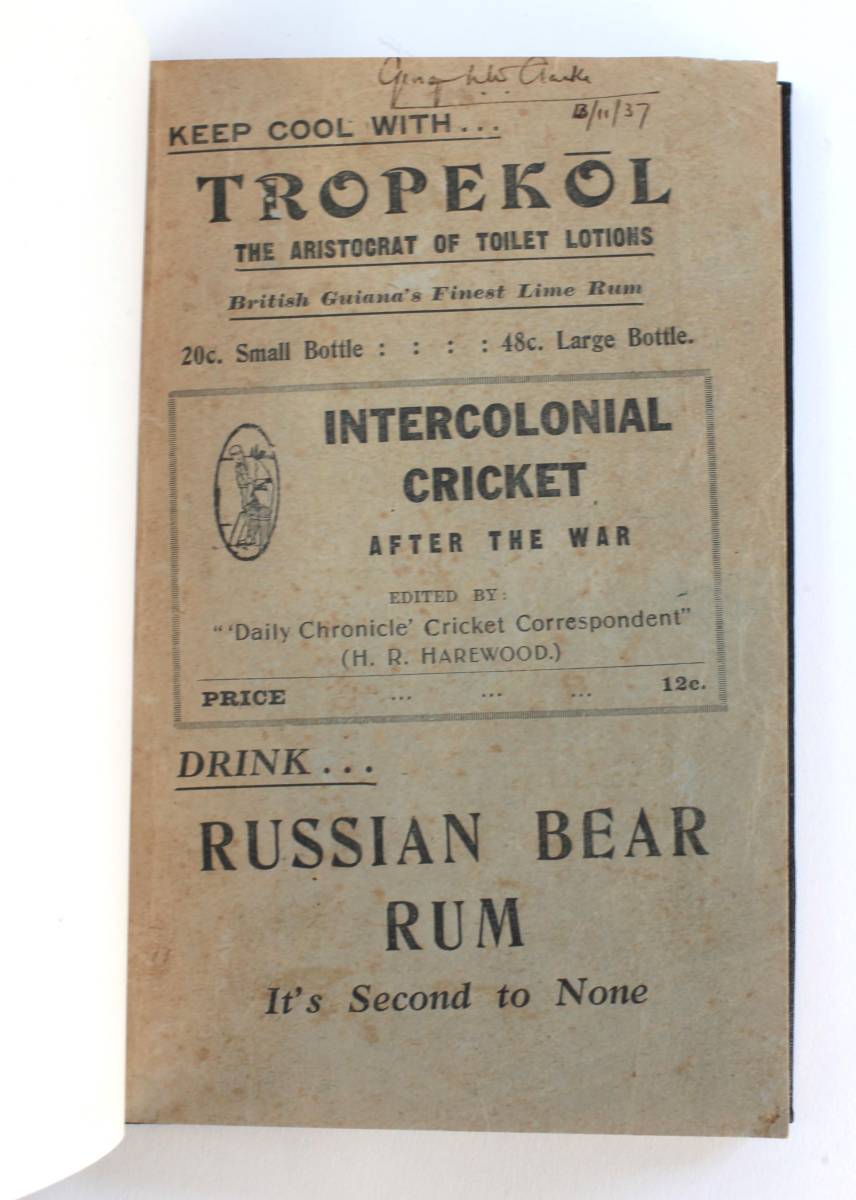 Clarke
/11/37
KEEP COOL WITH...
TROPEKŌL
THE ARISTOCRAT OF TOILET LOTIONS
British Guiana's Finest Lime Rum
20c. Small Bottle : : : : 48c. Large Bottle.
INTERCOLONIAL
CRICKET
AFTER THE WAR
EDITED BY:
"'Daily Chronicle' Cricket Correspondent"
(H. R. HAREWOOD.)
PRICE ... ... ... 12c.
DRINK...
RUSSIAN BEAR
RUM
It's Second to None